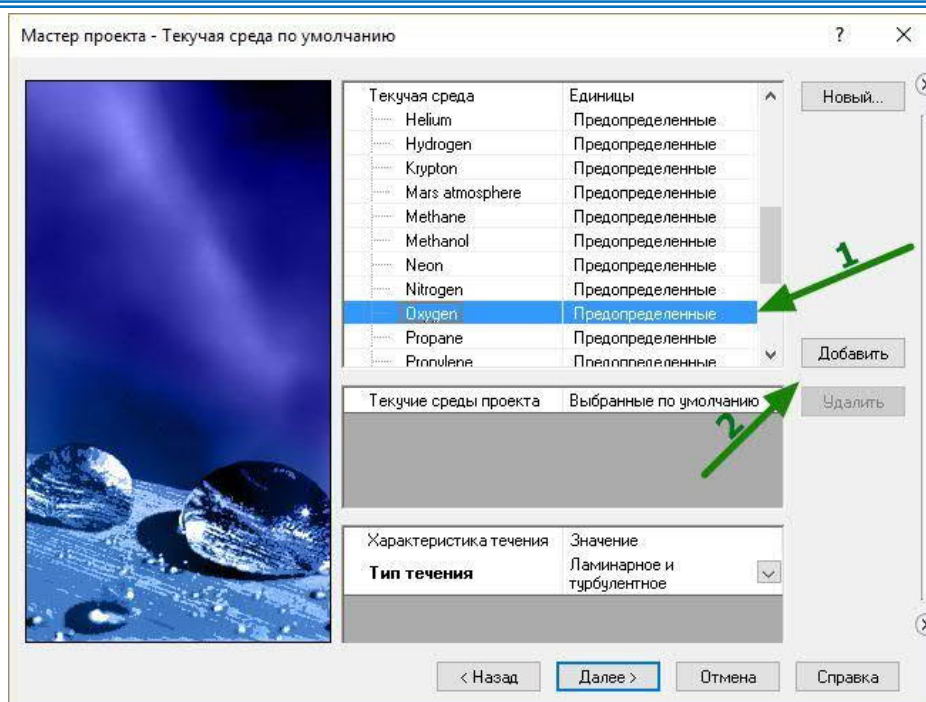 Мастер проекта - Текучая среда по умолчанию ? ×
Текучая среда Единицы Новый...
Helium Предопределенные
Hydrogen Предопределенные
Krypton Предопределенные
Mars atmosphere Предопределенные
Methane Предопределенные
Methanol Предопределенные
Neon Предопределенные 1
Nitrogen Предопределенные
Oxygen Предопределенные
Propane Предопределенные Добавить
Propylene Предопределенные
Текучие среды проекта Выбранные по умолчанию Удалить
2
Характеристика течения Значение
Тип течения Ламинарное и
турбулентное
< Назад Далее > Отмена Справка